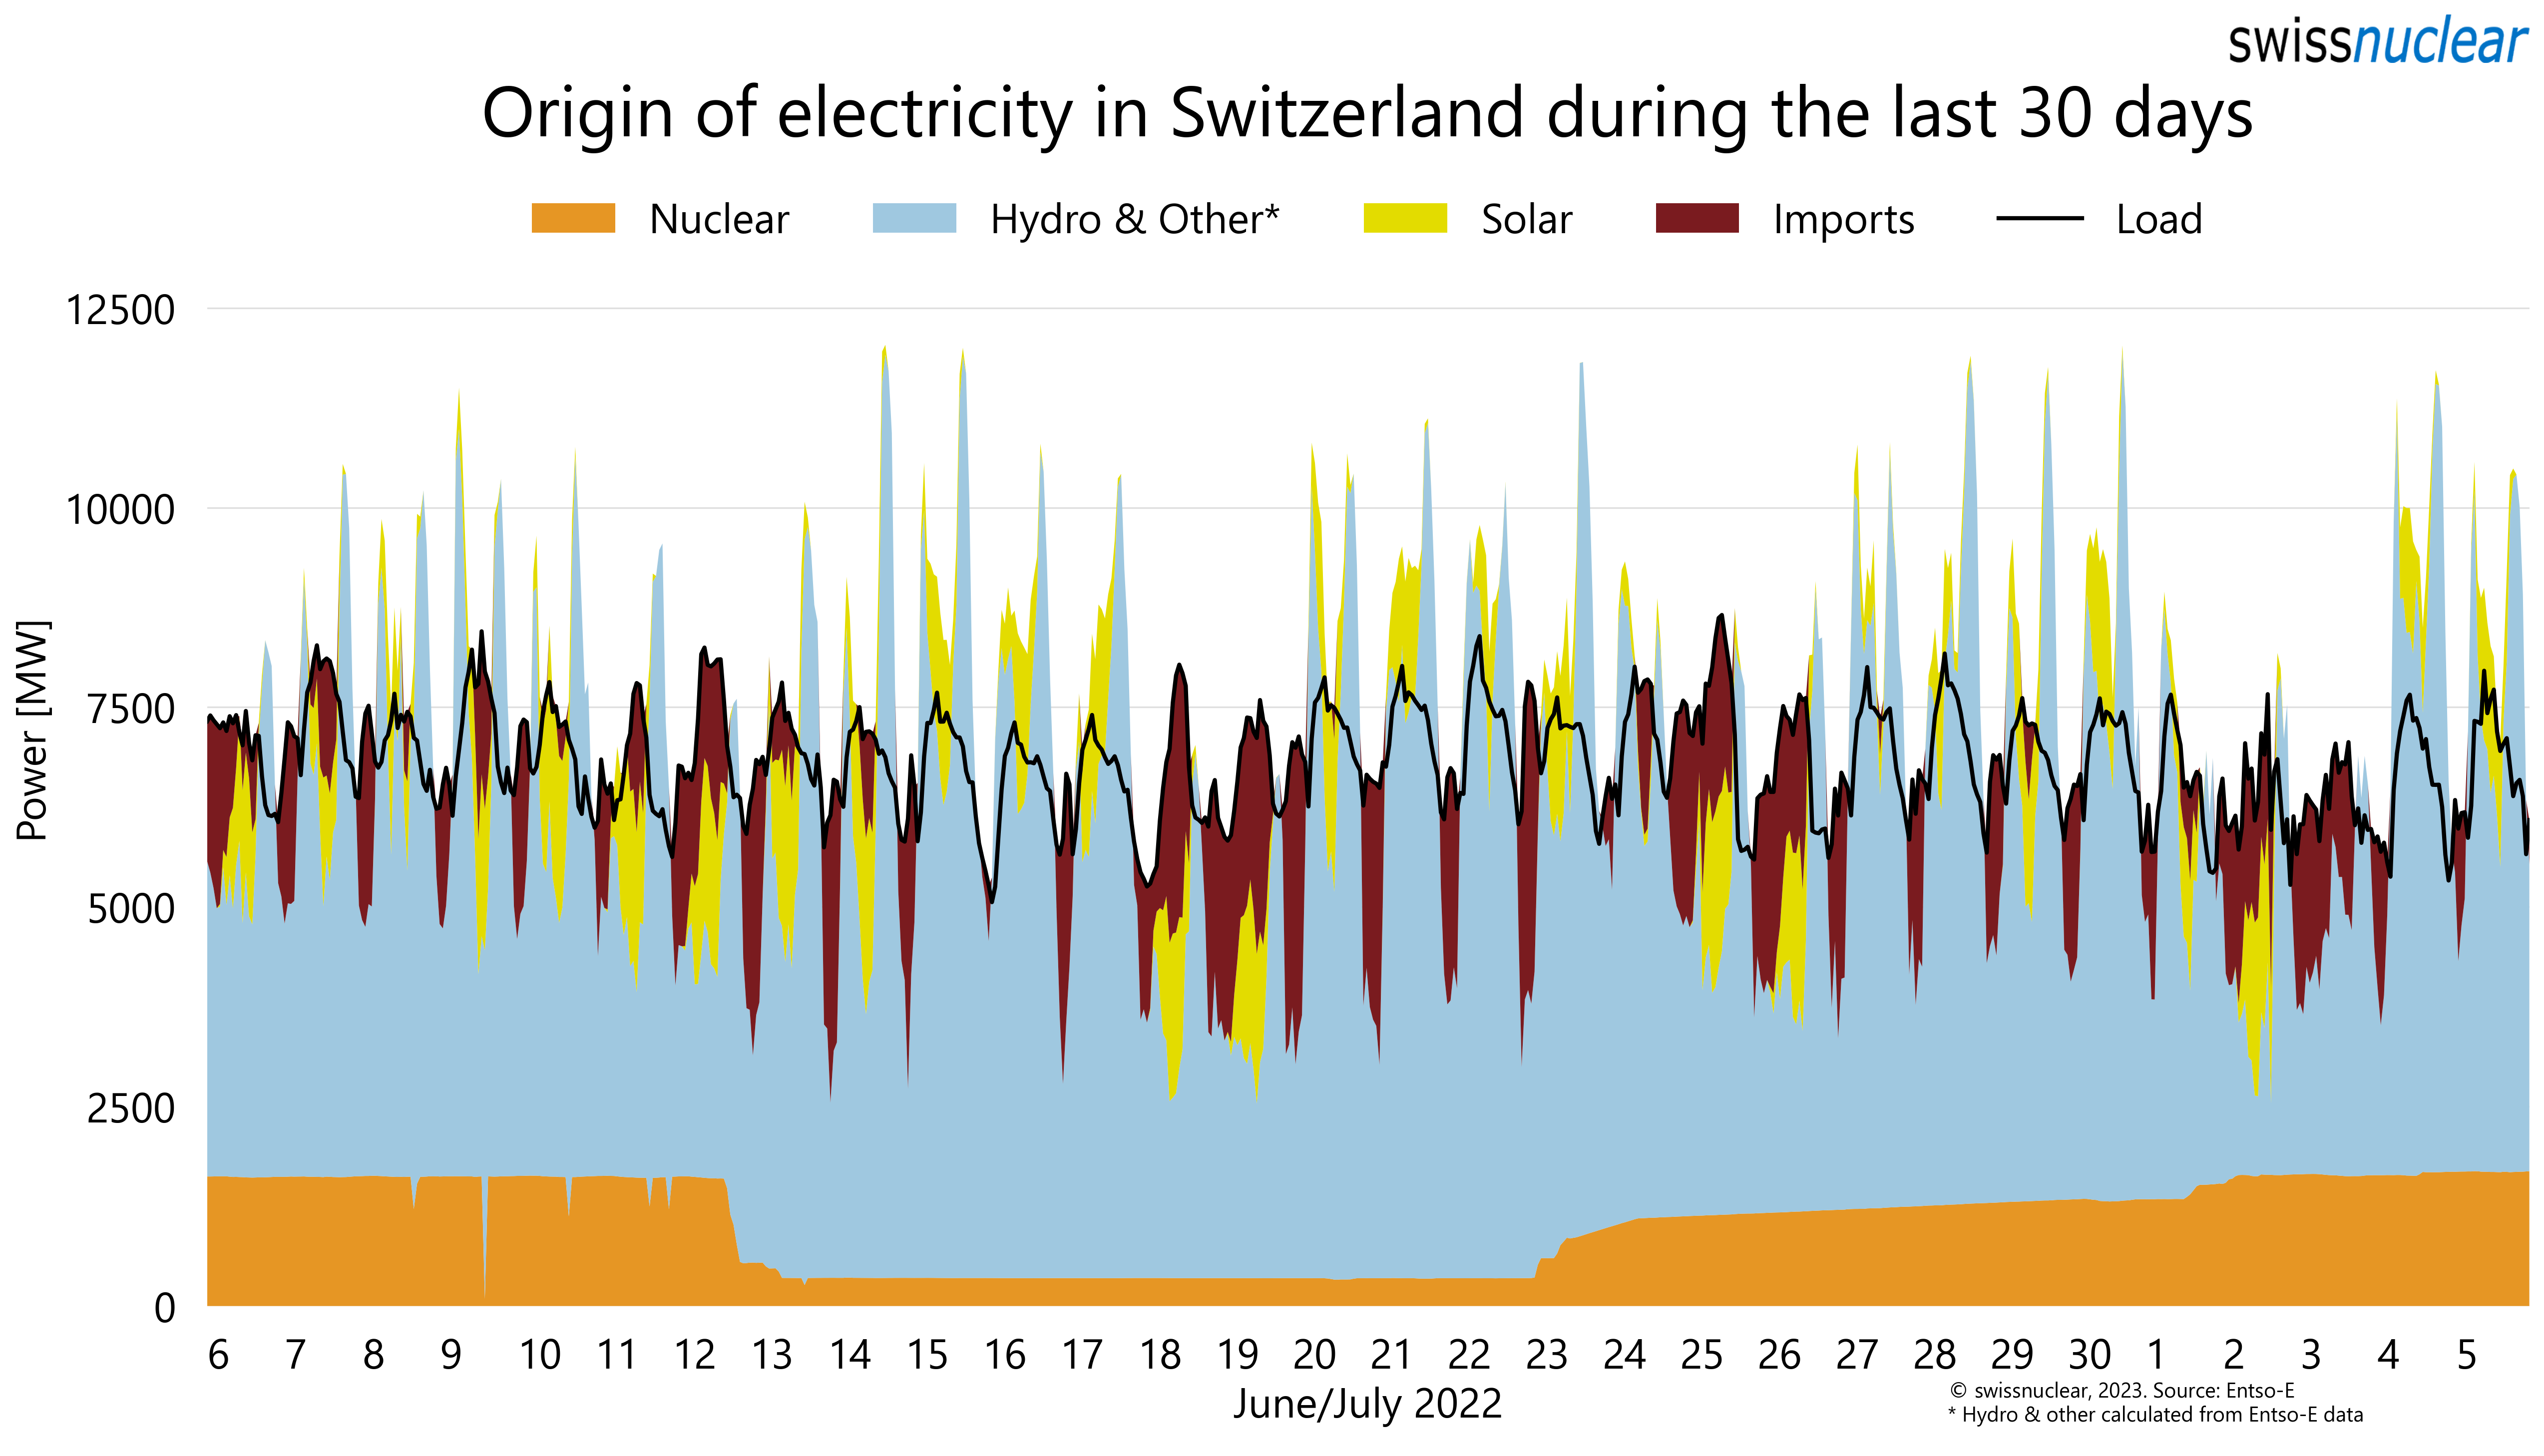 swissnuclear
Origin of electricity in Switzerland during the last 30 days
Nuclear Hydro & Other* Solar Imports Load
12500
10000
7500
5000
2500
0
Power [MW]
6 7 8 9 10 11 12 13 14 15 16 17 18 19 20 21 22 23 24 25 26 27 28 29 30 1 2 3 4 5
June/July 2022
© swissnuclear, 2023. Source: Entso-E
* Hydro & other calculated from Entso-E data